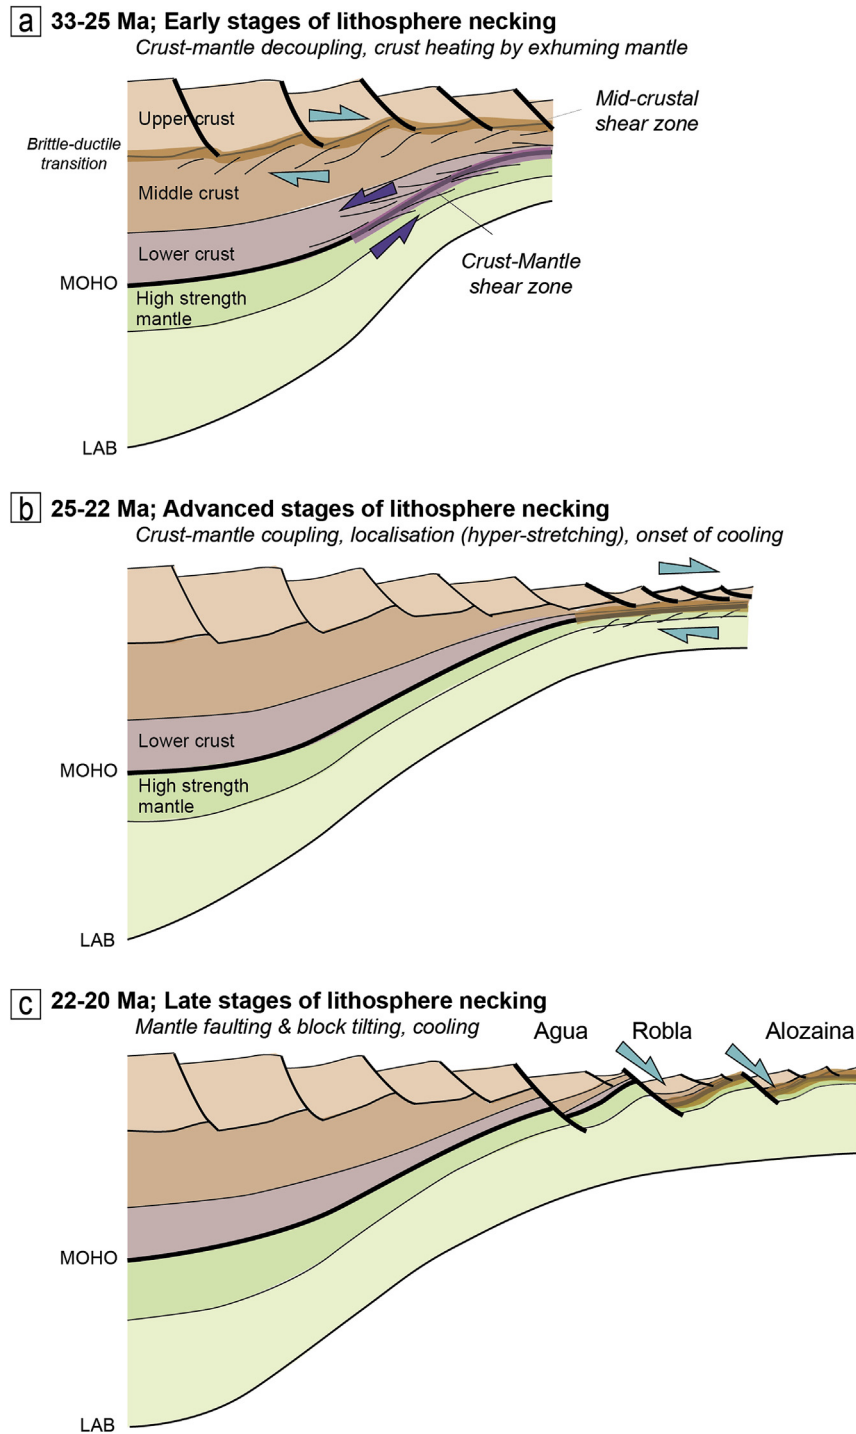 a 33-25 Ma; Early stages of lithosphere necking
Crust-mantle decoupling, crust heating by exhuming mantle
Upper crust
Mid-crustal
shear zone
Brittle-ductile
transition
Middle crust
Lower crust
Crust-Mantle
shear zone
MOHO
High strength
mantle
LAB
b 25-22 Ma; Advanced stages of lithosphere necking
Crust-mantle coupling, localisation (hyper-stretching), onset of cooling
Lower crust
MOHO
High strength
mantle
LAB
c 22-20 Ma; Late stages of lithosphere necking
Mantle faulting & block tilting, cooling
Agua Robla Alozaina
MOHO
LAB